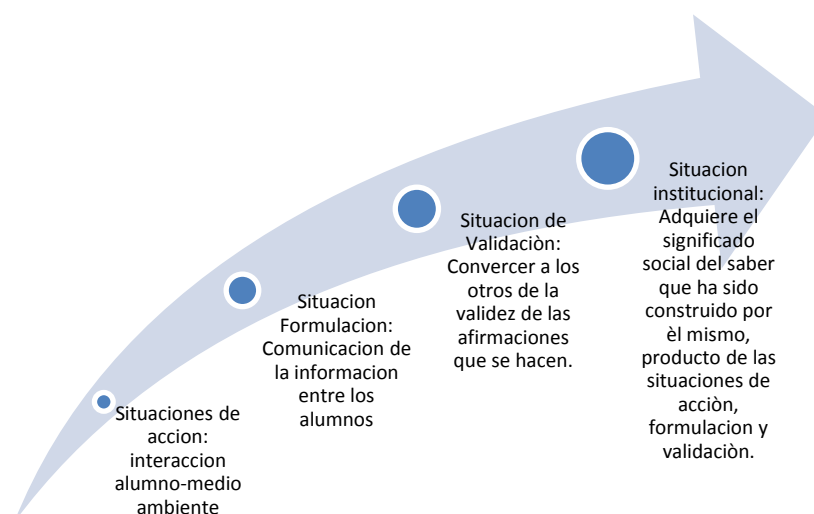 Situaciones de
accion:
interaccion
alumno-medio
ambiente
Situacion
Formulacion:
Comunicacion de
la informacion
entre los
alumnos
Situacion de
Validaciòn:
Convercer a los
otros de la
validez de las
afirmaciones
que se hacen.
Situacion
institucional:
Adquiere el
significado
social del saber
que ha sido
construido por
èl mismo,
producto de las
situaciones de
acciòn,
formulacion y
validaciòn.